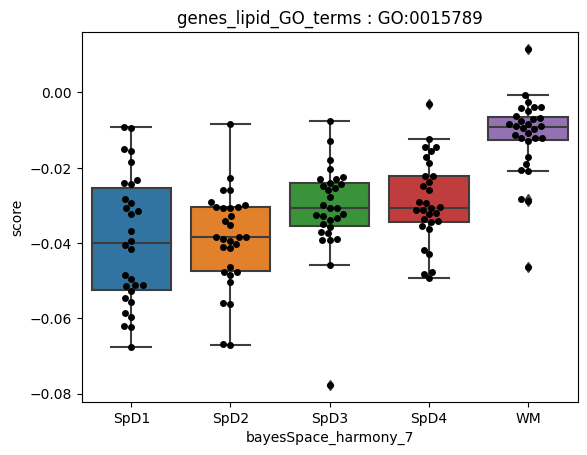 genes_lipid_GO_terms : GO:0015789
0.00
−0.02
−0.04
−0.06
−0.08
score
SpD1 SpD2 SpD3 SpD4 WM
bayesSpace_harmony_7